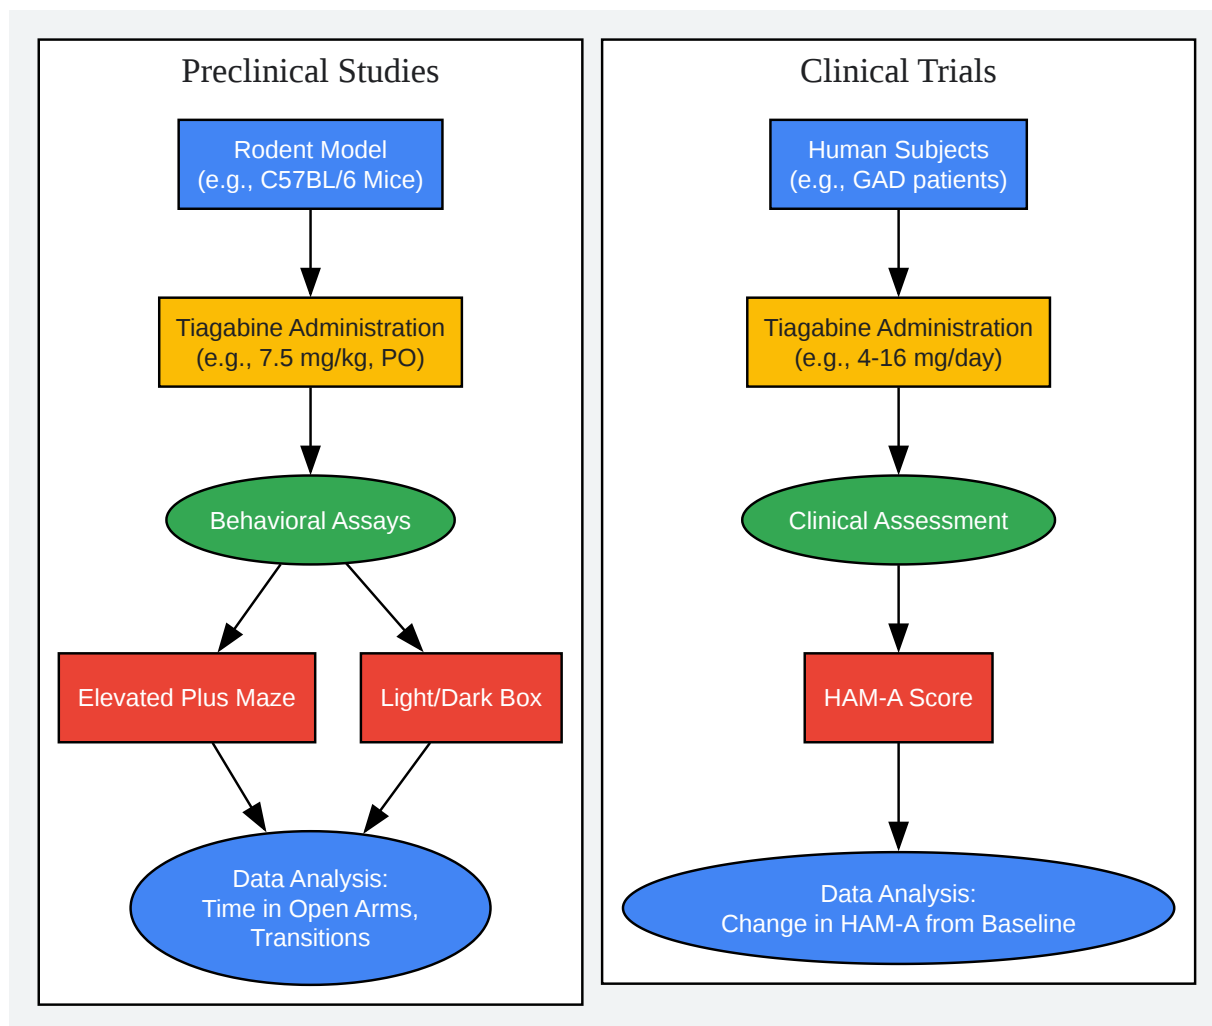 Preclinical Studies
Rodent Model
(e.g., C57BL/6 Mice)
Tiagabine Administration
(e.g., 7.5 mg/kg, PO)
Behavioral Assays
Elevated Plus Maze
Light/Dark Box
Data Analysis:
Time in Open Arms,
Transitions
Clinical Trials
Human Subjects
(e.g., GAD patients)
Tiagabine Administration
(e.g., 4-16 mg/day)
Clinical Assessment
HAM-A Score
Data Analysis:
Change in HAM-A from Baseline